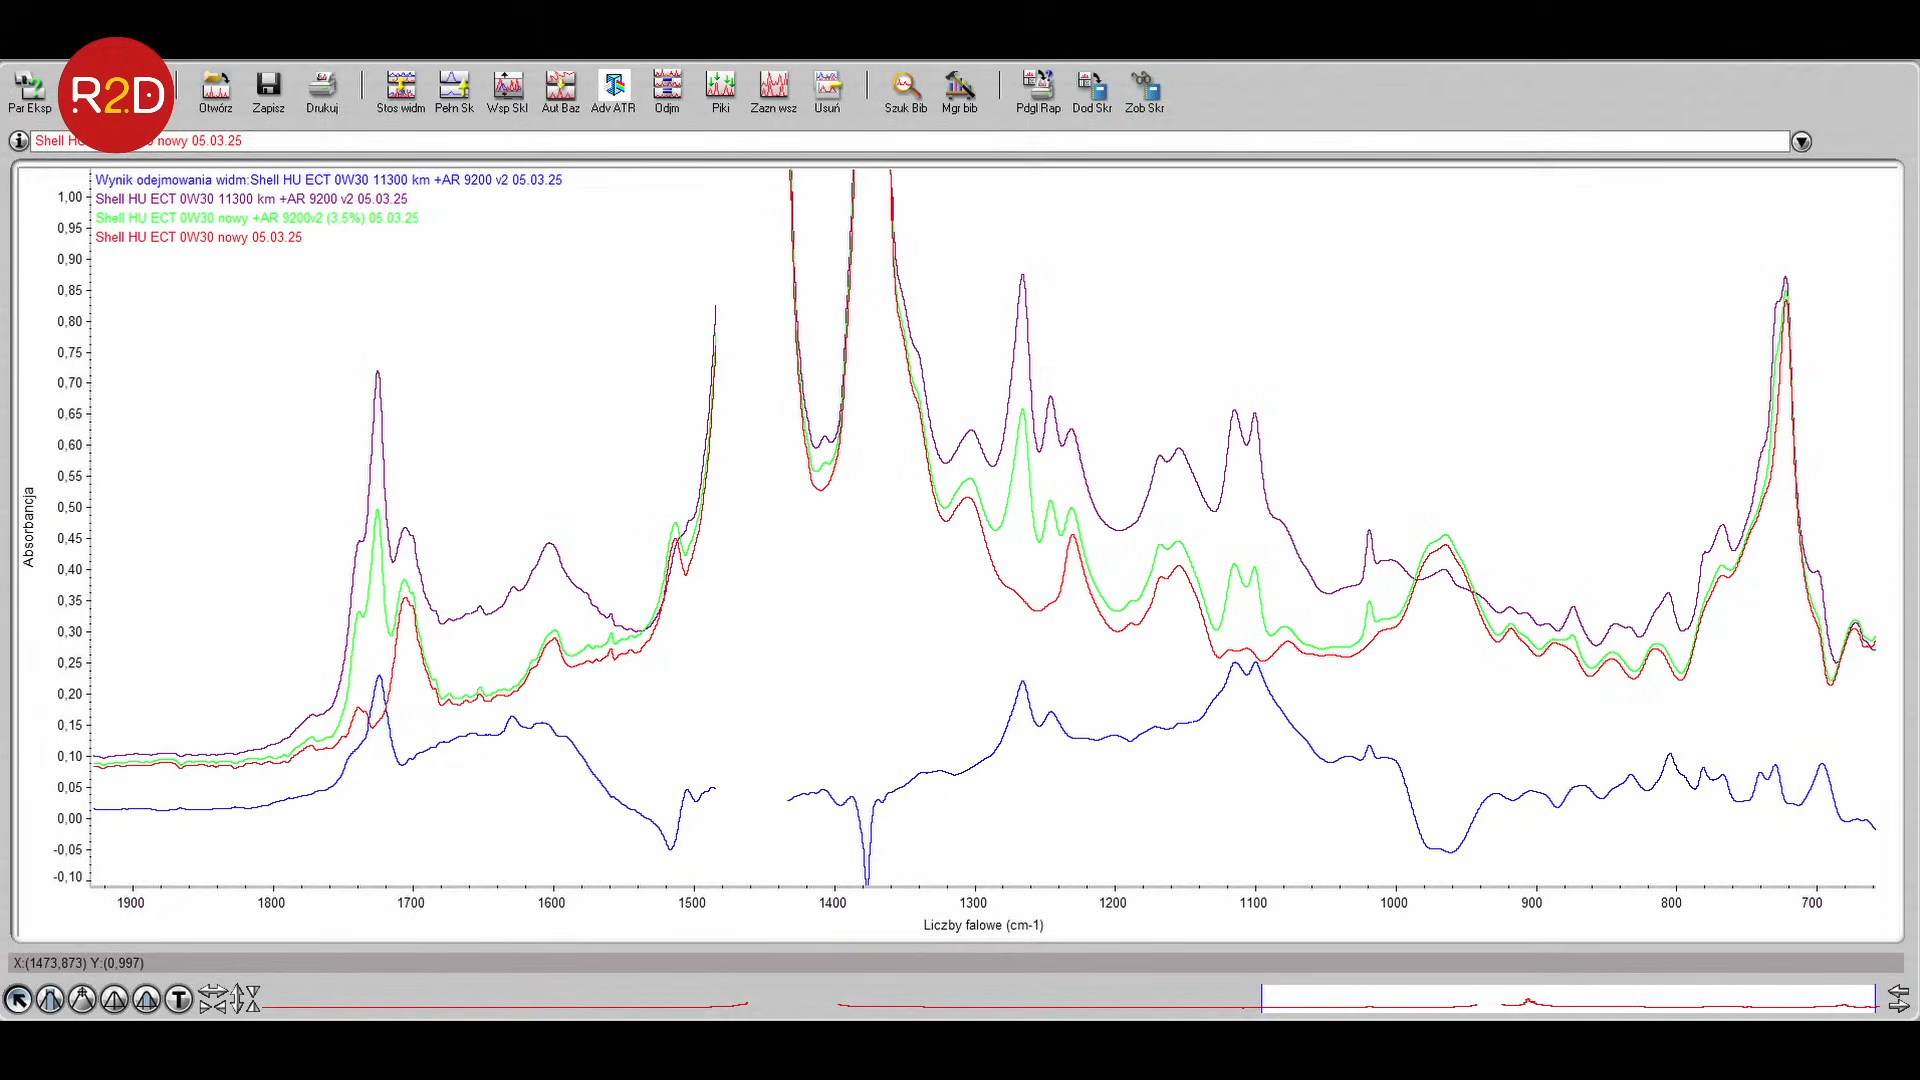 R2D
Par Eksp Otwórz Zapisz Drukuj Stos widm Pełn Sk Wsp Skl Aut Baz Adv ATR Odjm Piki Zazn wsz Usuń Szuk Bib Mgr bib Pdgl Rap Dod Skr Zob Skr
Shell HU nowy 05.03.25
Wynik odejmowania widm:Shell HU ECT 0W30 11300 km +AR 9200 v2 05.03.25
Shell HU ECT 0W30 11300 km +AR 9200 v2 05.03.25
Shell HU ECT 0W30 nowy +AR 9200v2 (3.5%) 05.03.25
Shell HU ECT 0W30 nowy 05.03.25
1,00
0,95
0,90
0,85
0,80
0,75
0,70
0,65
0,60
0,55
0,50
0,45
0,40
0,35
0,30
0,25
0,20
0,15
0,10
0,05
0,00
-0,05
-0,10
Absorbancja
1900 1800 1700 1600 1500 1400 1300 1200 1100 1000 900 800 700
Liczby falowe (cm-1)
X:(1473,873) Y:(0,997)
T